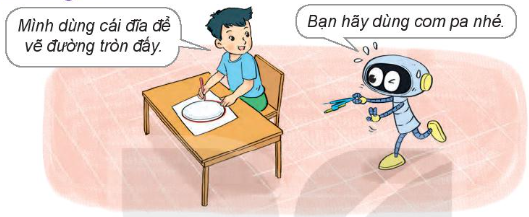 Mình dùng cái đĩa để
vẽ đường tròn đấy.
Bạn hãy dùng com pa nhé.